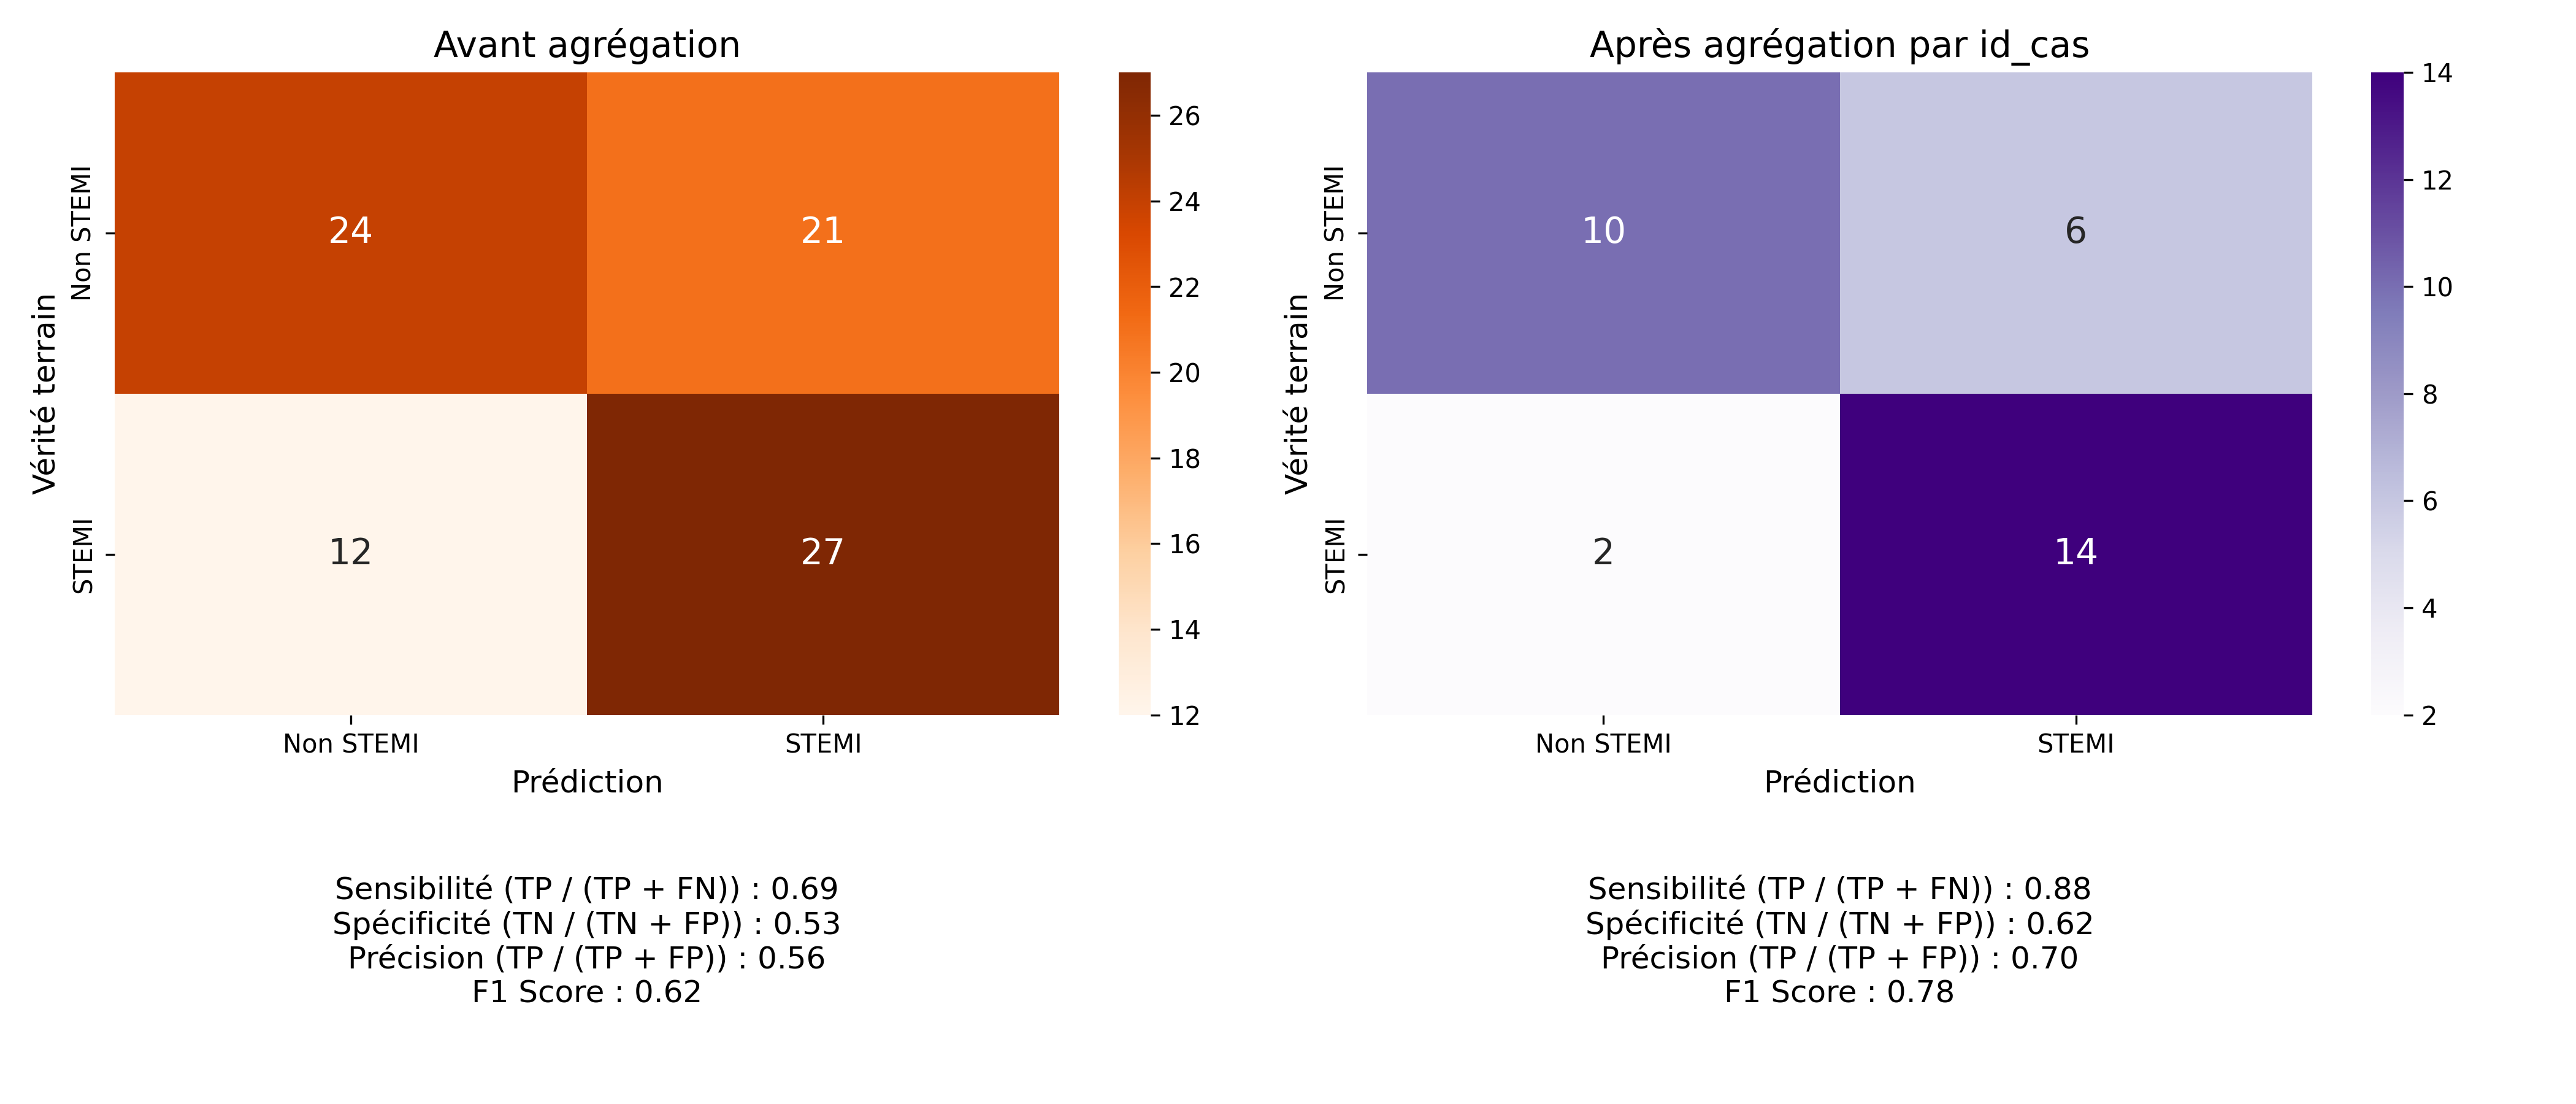 Avant agrégation
Non STEMI
STEMI
Vérité terrain
24
21
12
27
Non STEMI
STEMI
Prédiction
26
24
22
20
18
16
14
12
Sensibilité (TP / (TP + FN)) : 0.69
Spécificité (TN / (TN + FP)) : 0.53
Précision (TP / (TP + FP)) : 0.56
F1 Score : 0.62
Après agrégation par id_cas
Non STEMI
STEMI
Vérité terrain
10
6
2
14
Non STEMI
STEMI
Prédiction
14
12
10
8
6
4
2
Sensibilité (TP / (TP + FN)) : 0.88
Spécificité (TN / (TN + FP)) : 0.62
Précision (TP / (TP + FP)) : 0.70
F1 Score : 0.78